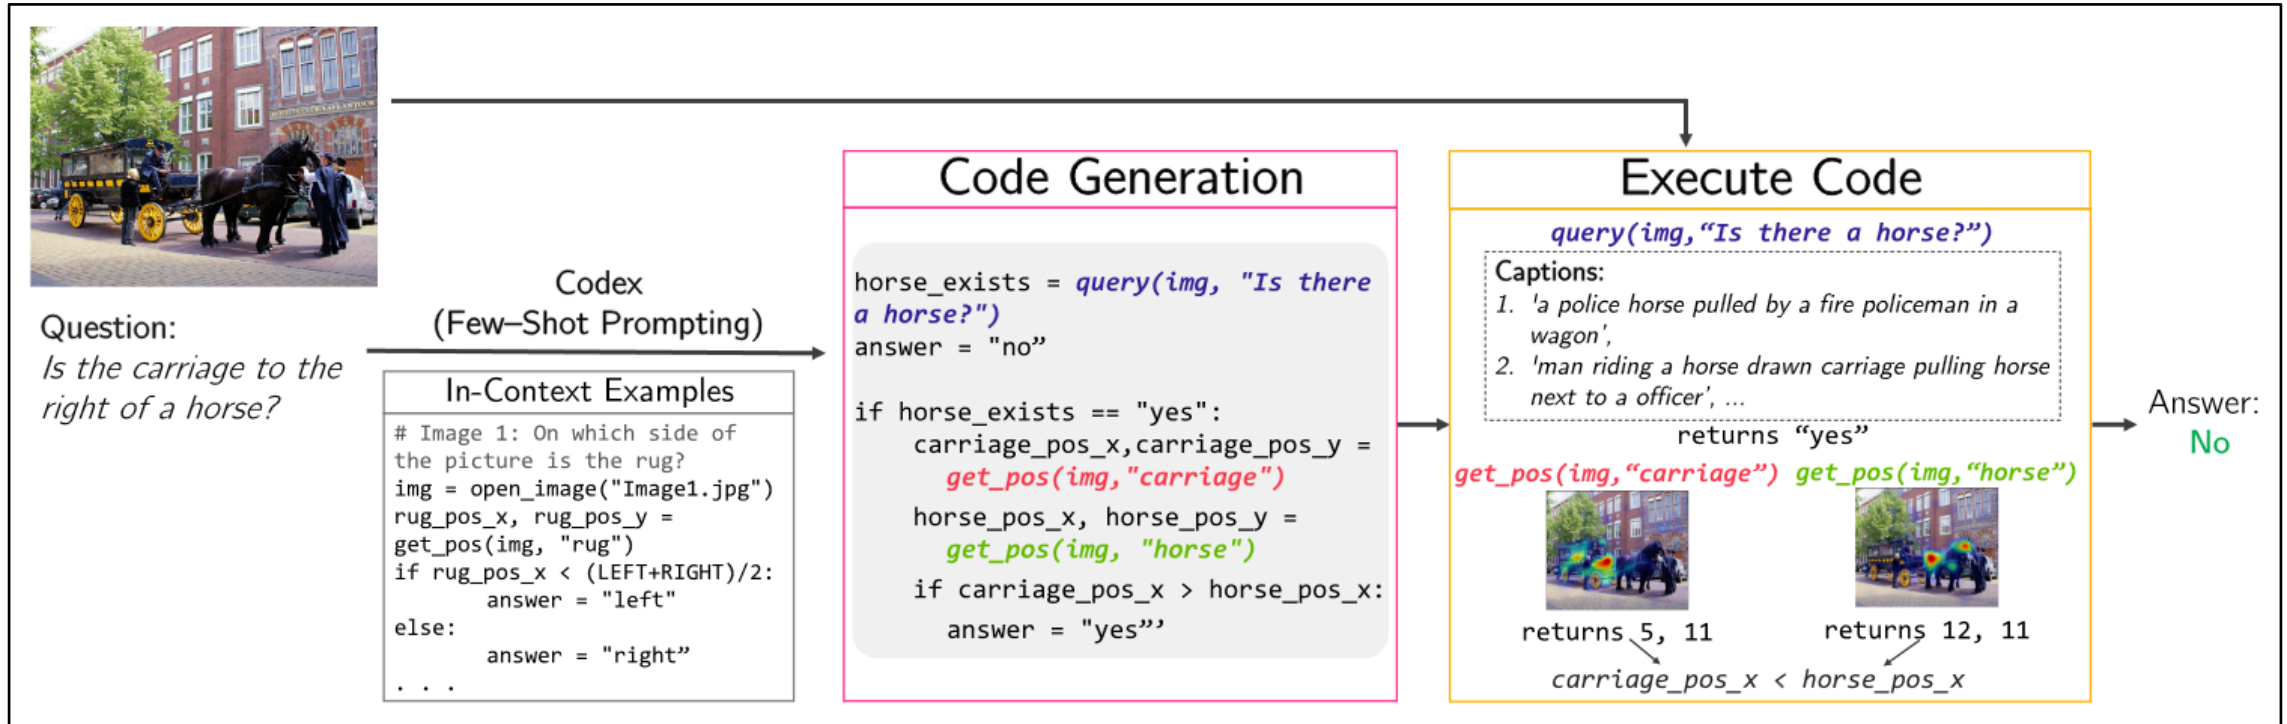 Question:
Is the carriage to the
right of a horse?
Codex
(Few–Shot Prompting)
In-Context Examples
# Image 1: On which side of
the picture is the rug?
img = open_image("Image1.jpg")
rug_pos_x, rug_pos_y =
get_pos(img, "rug")
if rug_pos_x < (LEFT+RIGHT)/2:
answer = "left"
else:
answer = "right”
. . .
Code Generation
horse_exists = query(img, "Is there
a horse?")
answer = "no”
if horse_exists == "yes":
carriage_pos_x,carriage_pos_y =
get_pos(img,"carriage")
horse_pos_x, horse_pos_y =
get_pos(img, "horse")
if carriage_pos_x > horse_pos_x:
answer = "yes”’
Execute Code
query(img,“Is there a horse?”)
Captions:
1. 'a police horse pulled by a fire policeman in a
wagon',
2. 'man riding a horse drawn carriage pulling horse
next to a officer', ...
returns “yes”
get_pos(img,“carriage”) get_pos(img,“horse”)
returns 5, 11 returns 12, 11
carriage_pos_x < horse_pos_x
Answer:
No